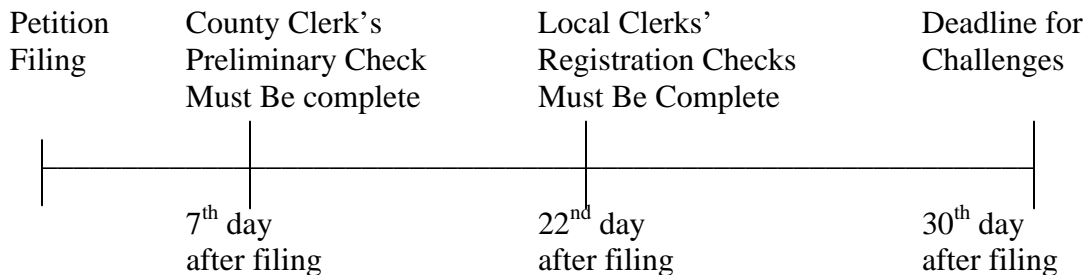 Petition
Filing
County Clerk’s
Preliminary Check
Must Be complete
Local Clerks’
Registration Checks
Must Be Complete
Deadline for
Challenges
7th day
after filing
22nd day
after filing
30th day
after filing